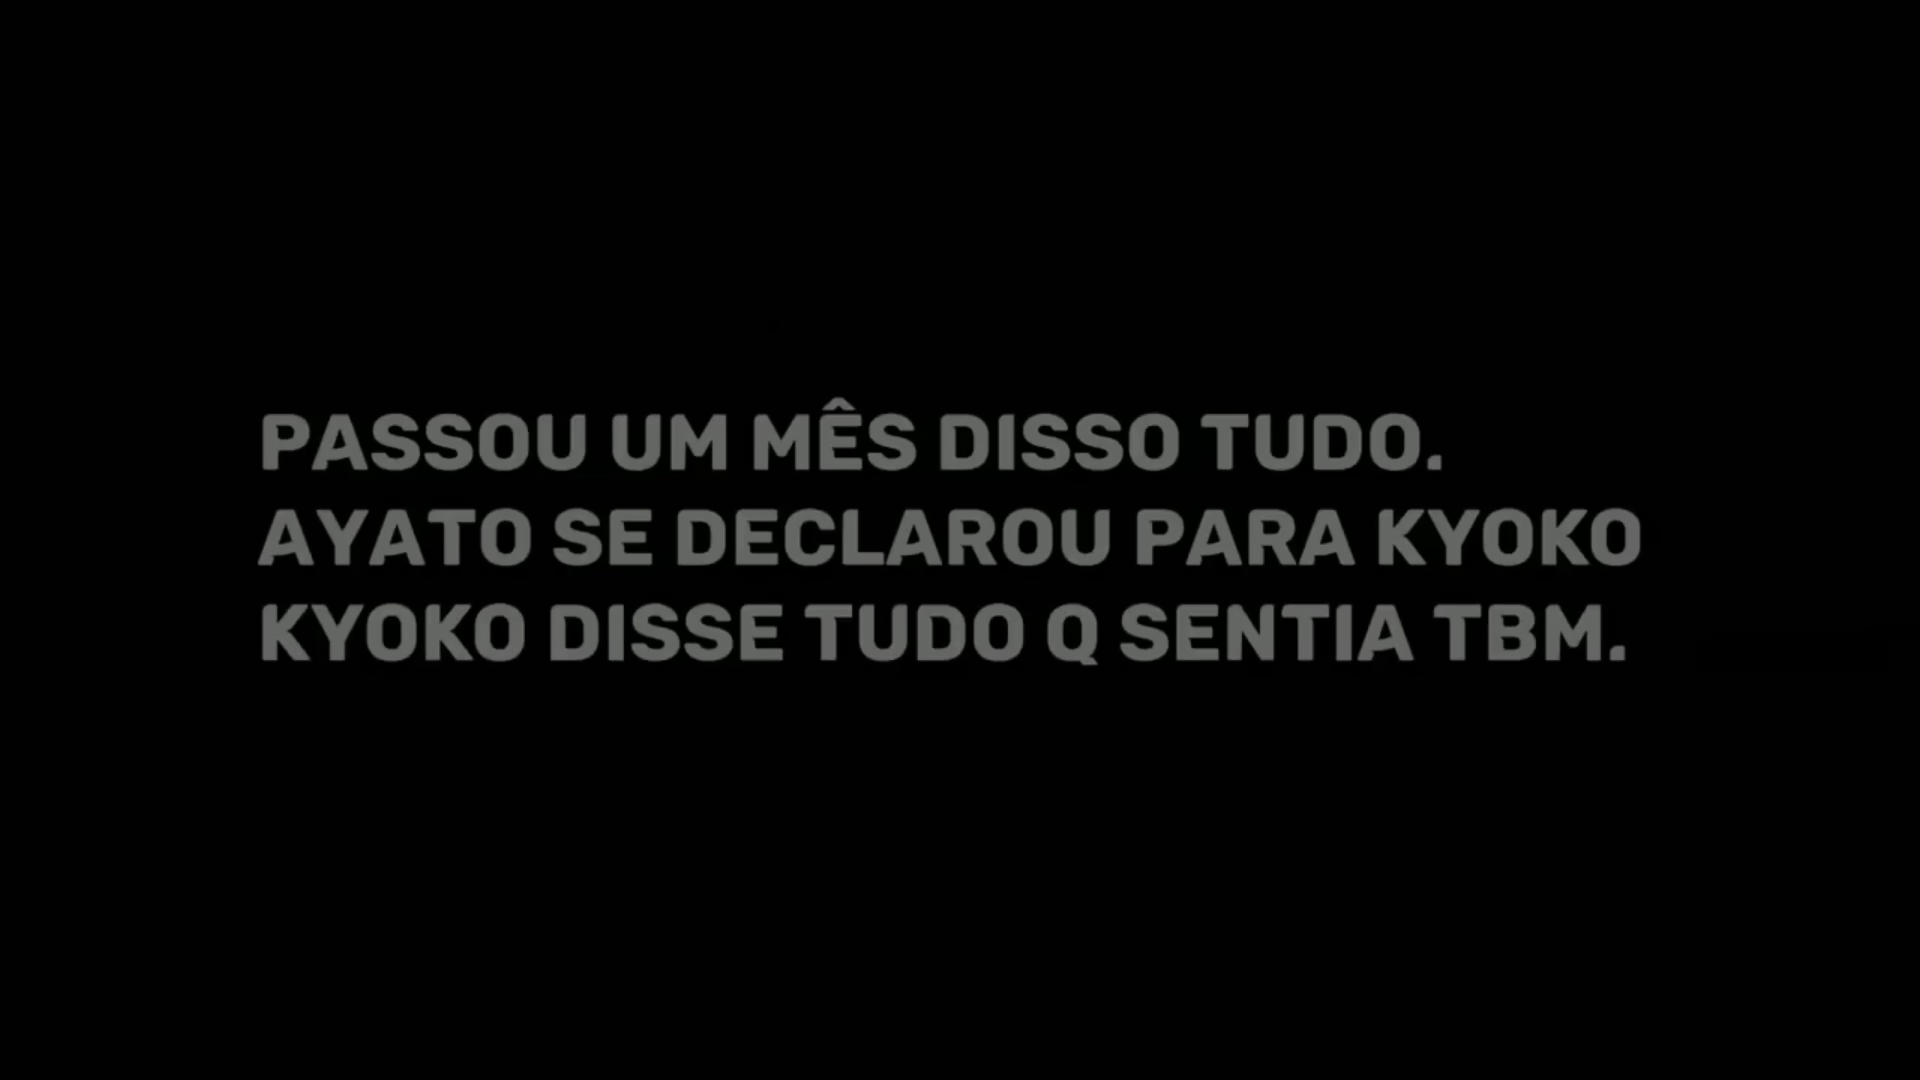 PASSOU UM MÊS DISSO TUDO.
AYATO SE DECLAROU PARA KYOKO
KYOKO DISSE TUDO Q SENTIA TBM.